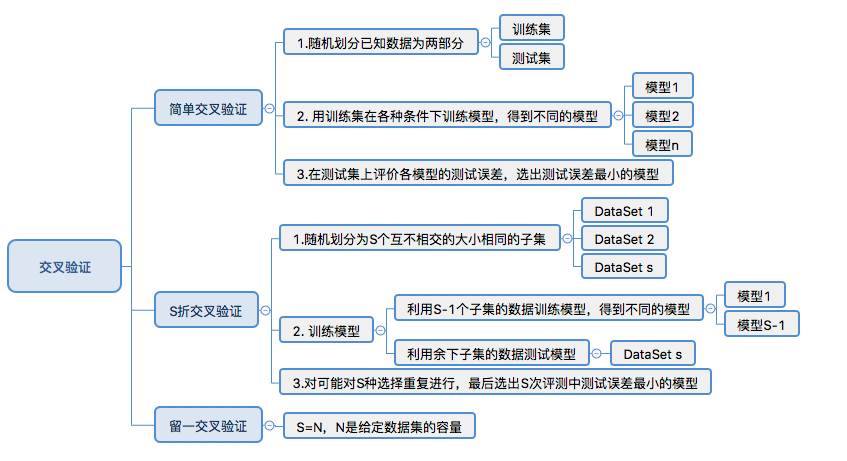 交叉验证
简单交叉验证
1.随机划分已知数据为两部分
训练集
测试集
2. 用训练集在各种条件下训练模型，得到不同的模型
模型1
模型2
模型n
3.在测试集上评价各模型的测试误差，选出测试误差最小的模型
S折交叉验证
1.随机划分为S个互不相交的大小相同的子集
DataSet 1
DataSet 2
DataSet s
2. 训练模型
利用S-1个子集的数据训练模型，得到不同的模型
模型1
模型S-1
利用余下子集的数据测试模型
DataSet s
3.对可能对S种选择重复进行，最后选出S次评测中测试误差最小的模型
留一交叉验证
S=N，N是给定数据集的容量